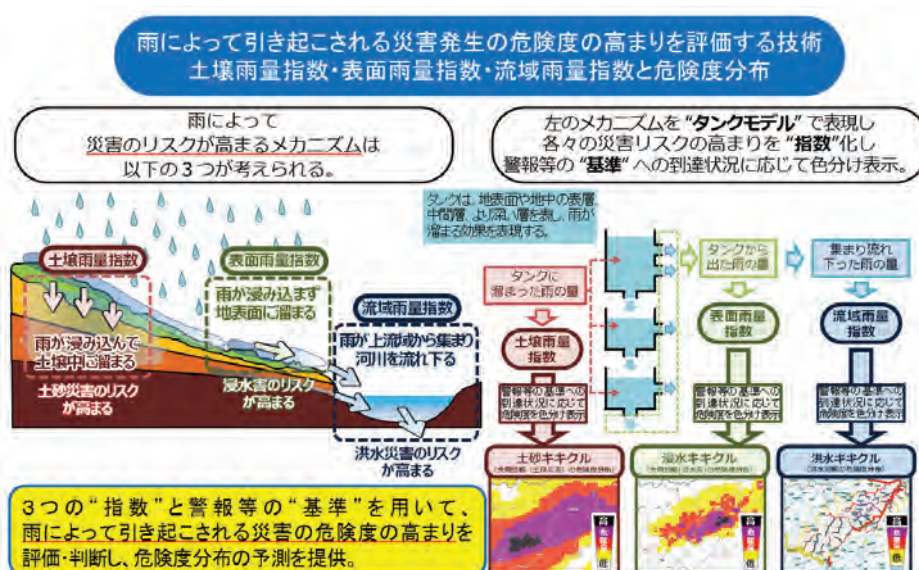 雨によって引き起こされる災害発生の危険度の高まりを評価する技術
土壌雨量指数・表面雨量指数・流域雨量指数と危険度分布
雨によって
災害のリスクが高まるメカニズムは
以下の3つが考えられる。
左のメカニズムを“タンクモデル”で表現し
各々の災害リスクの高まりを“指数”化し
警報等の“基準”への到達状況に応じて色分け表示。
土壌雨量指数
雨が浸み込んで
土壌中に溜まる
土砂災害のリスク
が高まる
表面雨量指数
雨が浸み込まず
地表面に溜まる
浸水害のリスク
が高まる
流域雨量指数
雨が上流域から集まり
河川を流れ下る
洪水災害のリスク
が高まる
タンクは、地表面や地中の表層、
中間層、より深い層を表し、雨が
溜まる効果を表現する。
タンクに
溜まった雨の量
タンクから
出た雨の量
集まり流れ
下った雨の量
土壌雨量
指数
表面雨量
指数
流域雨量
指数
警報等の基準への
到達状況に応じて
危険度を色分け表示
警報等の基準への
到達状況に応じて
危険度を色分け表示
警報等の基準への
到達状況に応じて
危険度を色分け表示
土砂キキクル
浸水キキクル
洪水キキクル
高
危険度
低
高
危険度
低
高
危険度
低
3つの“指数”と警報等の“基準”を用いて、
雨によって引き起こされる災害の危険度の高まりを
評価・判断し、危険度分布の予測を提供。